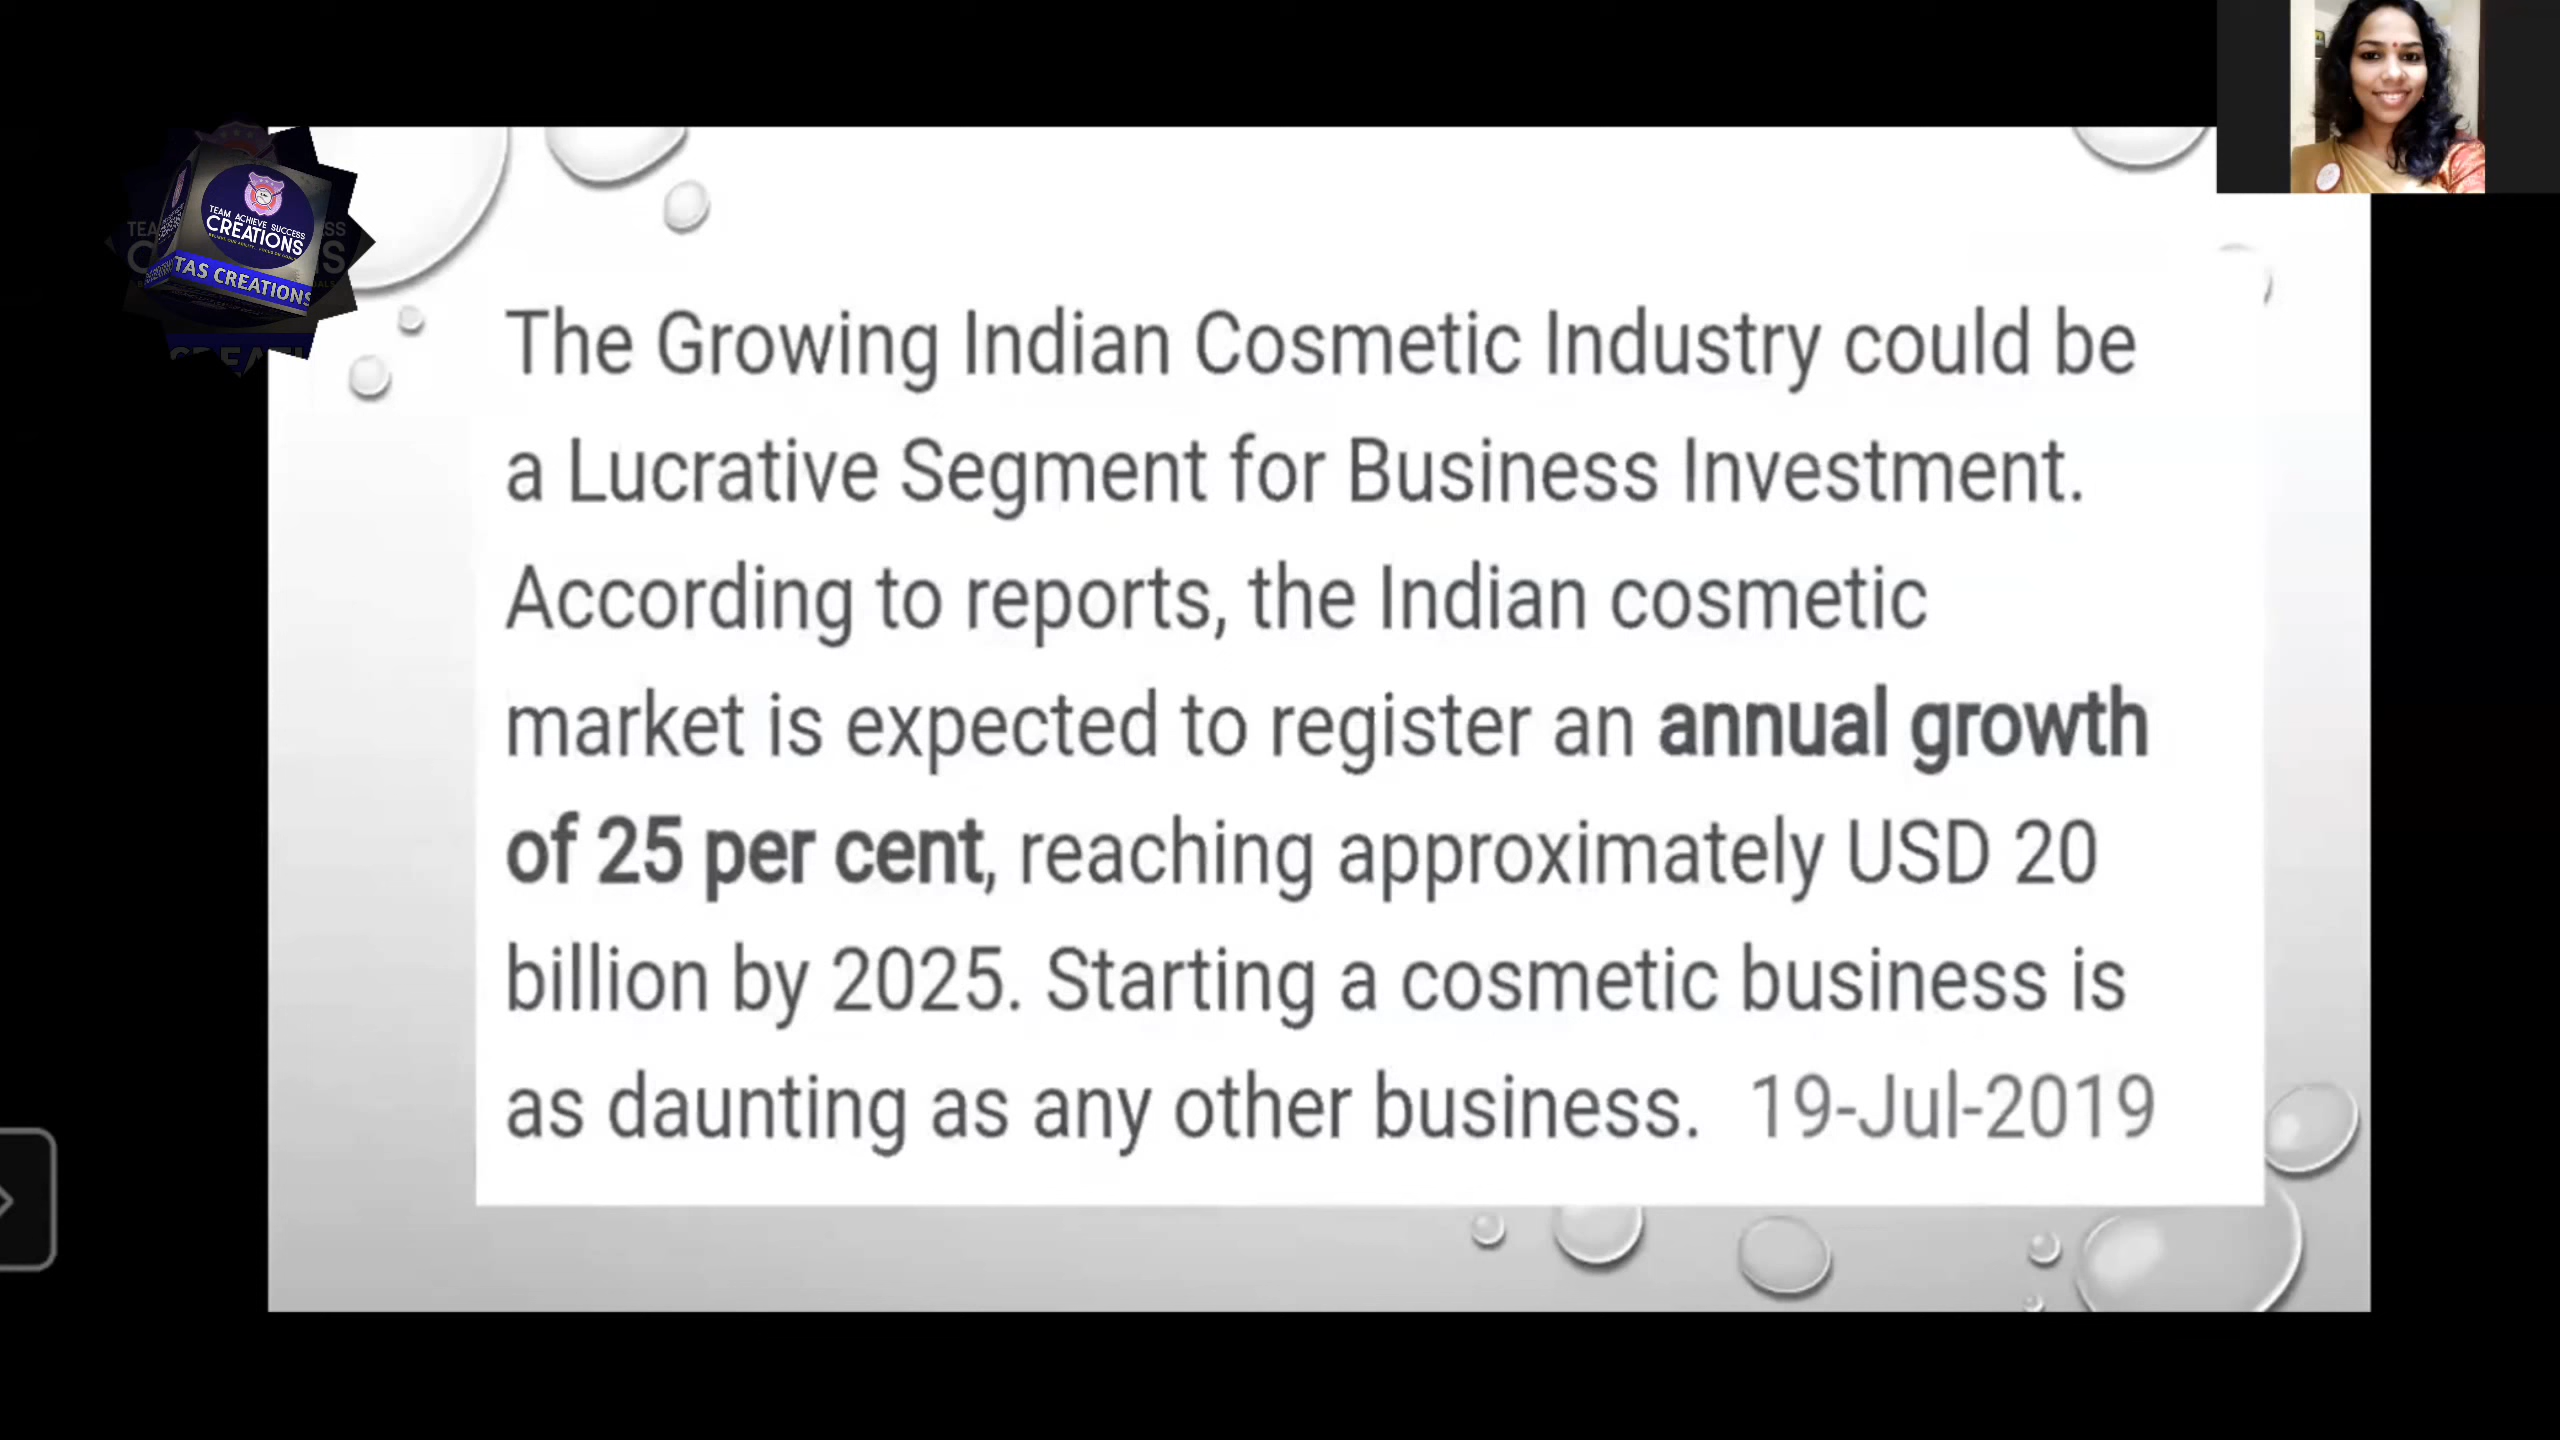 TEAM ACHIEVE SUCCESS
CREATIONS
TAS CREATIONS
The Growing Indian Cosmetic Industry could be
a Lucrative Segment for Business Investment.
According to reports, the Indian cosmetic
market is expected to register an annual growth
of 25 per cent, reaching approximately USD 20
billion by 2025. Starting a cosmetic business is
as daunting as any other business. 19-Jul-2019